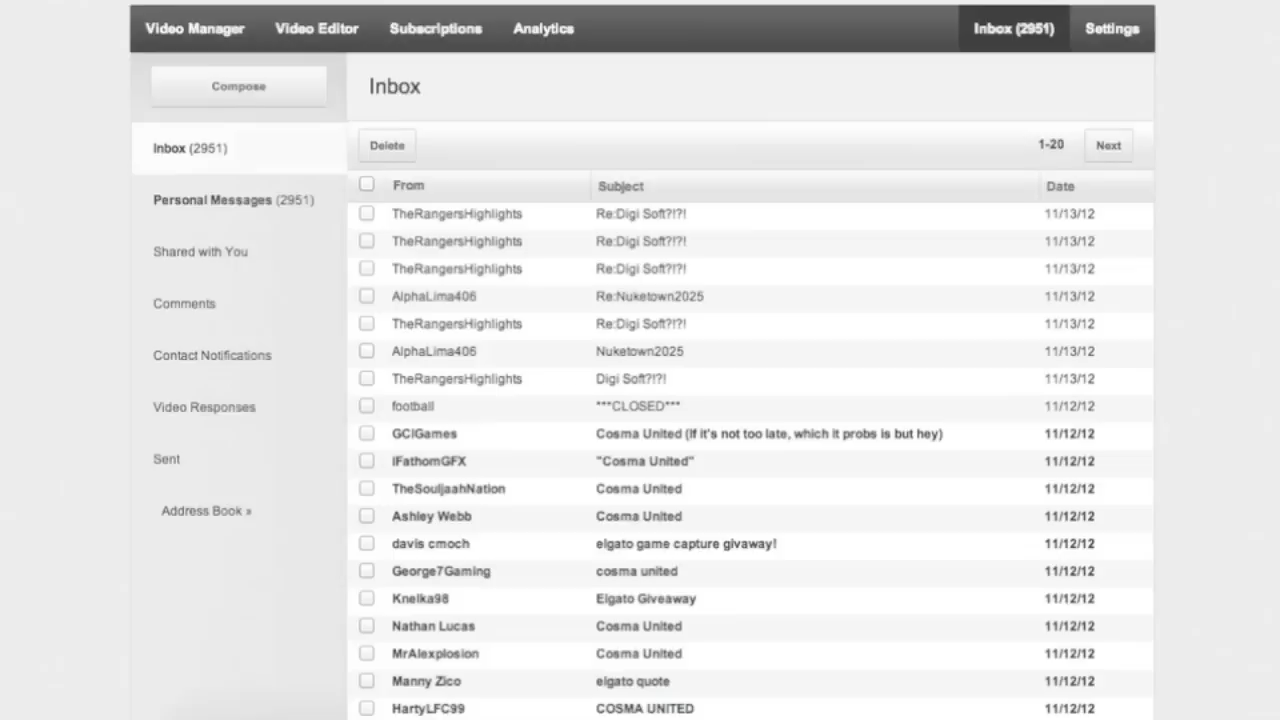 Video Manager Video Editor Subscriptions Analytics Inbox (2951) Settings
Compose
Inbox
Inbox (2951)
Personal Messages (2951)
Shared with You
Comments
Contact Notifications
Video Responses
Sent
Address Book »
Delete 1-20 Next
From Subject Date
TheRangersHighlights Re:Digi Soft?!?! 11/13/12
TheRangersHighlights Re:Digi Soft?!?! 11/13/12
TheRangersHighlights Re:Digi Soft?!?! 11/13/12
AlphaLima406 Re:Nuketown2025 11/13/12
TheRangersHighlights Re:Digi Soft?!?! 11/13/12
AlphaLima406 Nuketown2025 11/13/12
TheRangersHighlights Digi Soft?!?! 11/13/12
football ***CLOSED*** 11/12/12
GCIGames Cosma United (If it's not too late, which it probs is but hey) 11/12/12
IFathomGFX "Cosma United" 11/12/12
TheSouljaahNation Cosma United 11/12/12
Ashley Webb Cosma United 11/12/12
davis cmoch elgato game capture givaway! 11/12/12
George7Gaming cosma united 11/12/12
Knelka98 Elgato Giveaway 11/12/12
Nathan Lucas Cosma United 11/12/12
MrAlexplosion Cosma United 11/12/12
Manny Zico elgato quote 11/12/12
HartyLFC99 COSMA UNITED 11/12/12